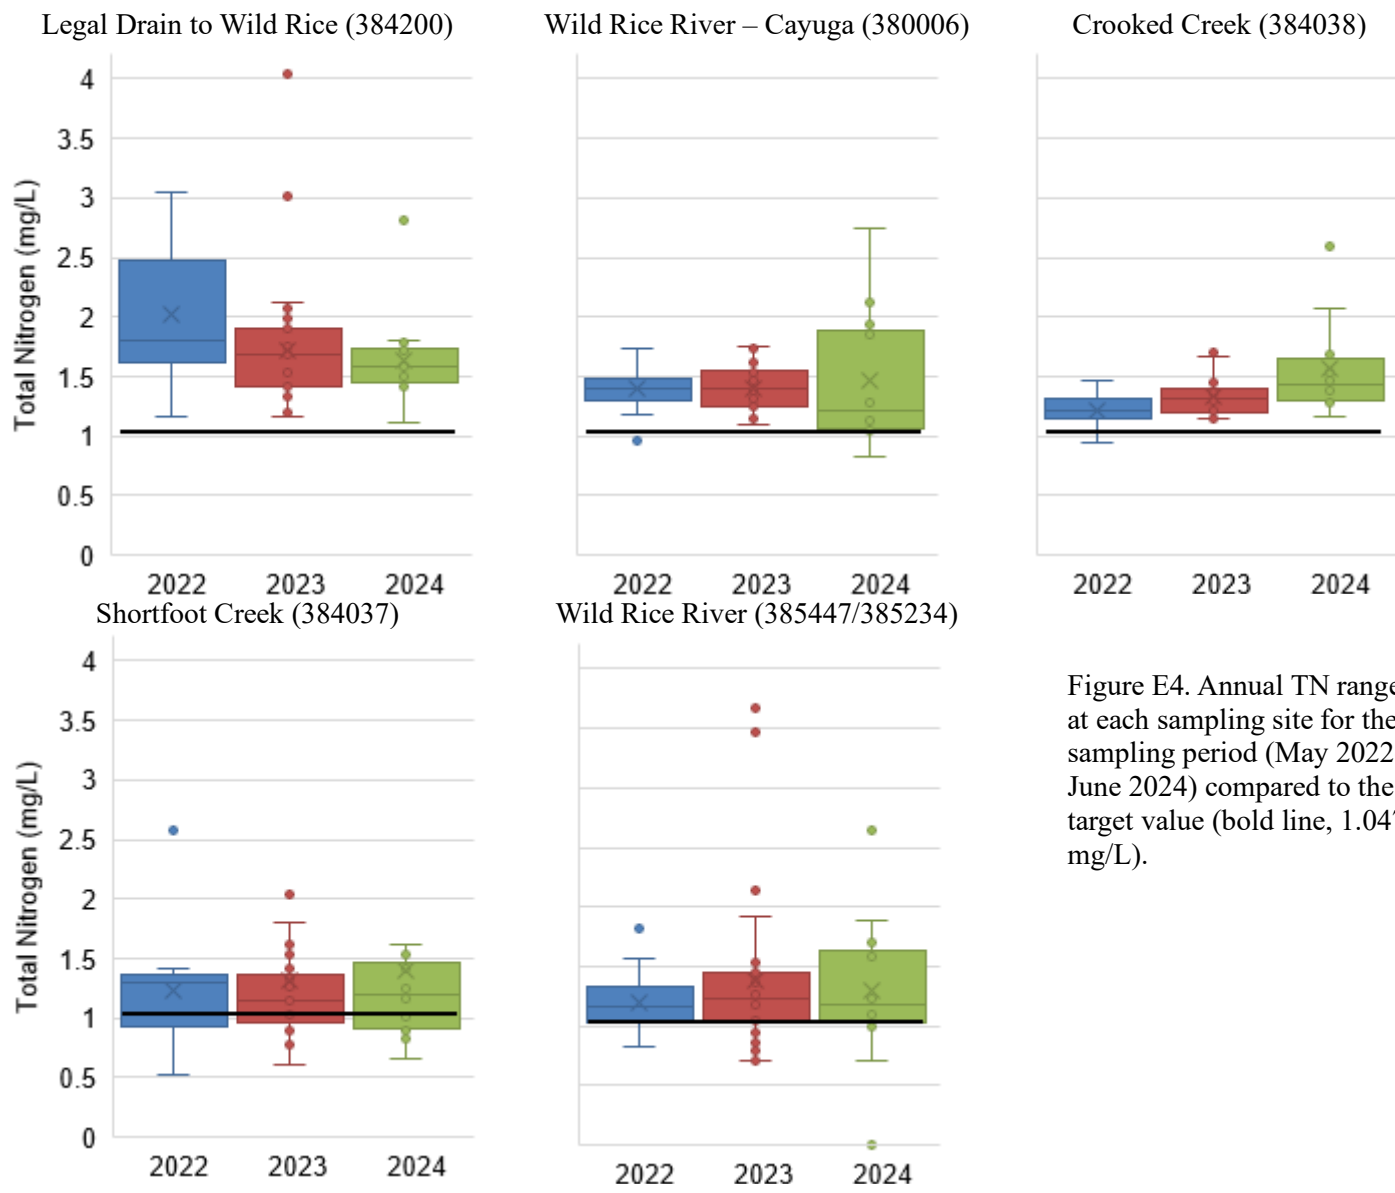 Legal Drain to Wild Rice (384200)
Wild Rice River – Cayuga (380006)
Crooked Creek (384038)
Total Nitrogen (mg/L)
4
3.5
3
2.5
2
1.5
1
0.5
0
2022 2023 2024
2022 2023 2024
2022 2023 2024
Shortfoot Creek (384037)
Wild Rice River (385447/385234)
Total Nitrogen (mg/L)
4
3.5
3
2.5
2
1.5
1
0.5
0
2022 2023 2024
2022 2023 2024
Figure E4. Annual TN range
at each sampling site for the
sampling period (May 2022
June 2024) compared to the
target value (bold line, 1.047
mg/L).